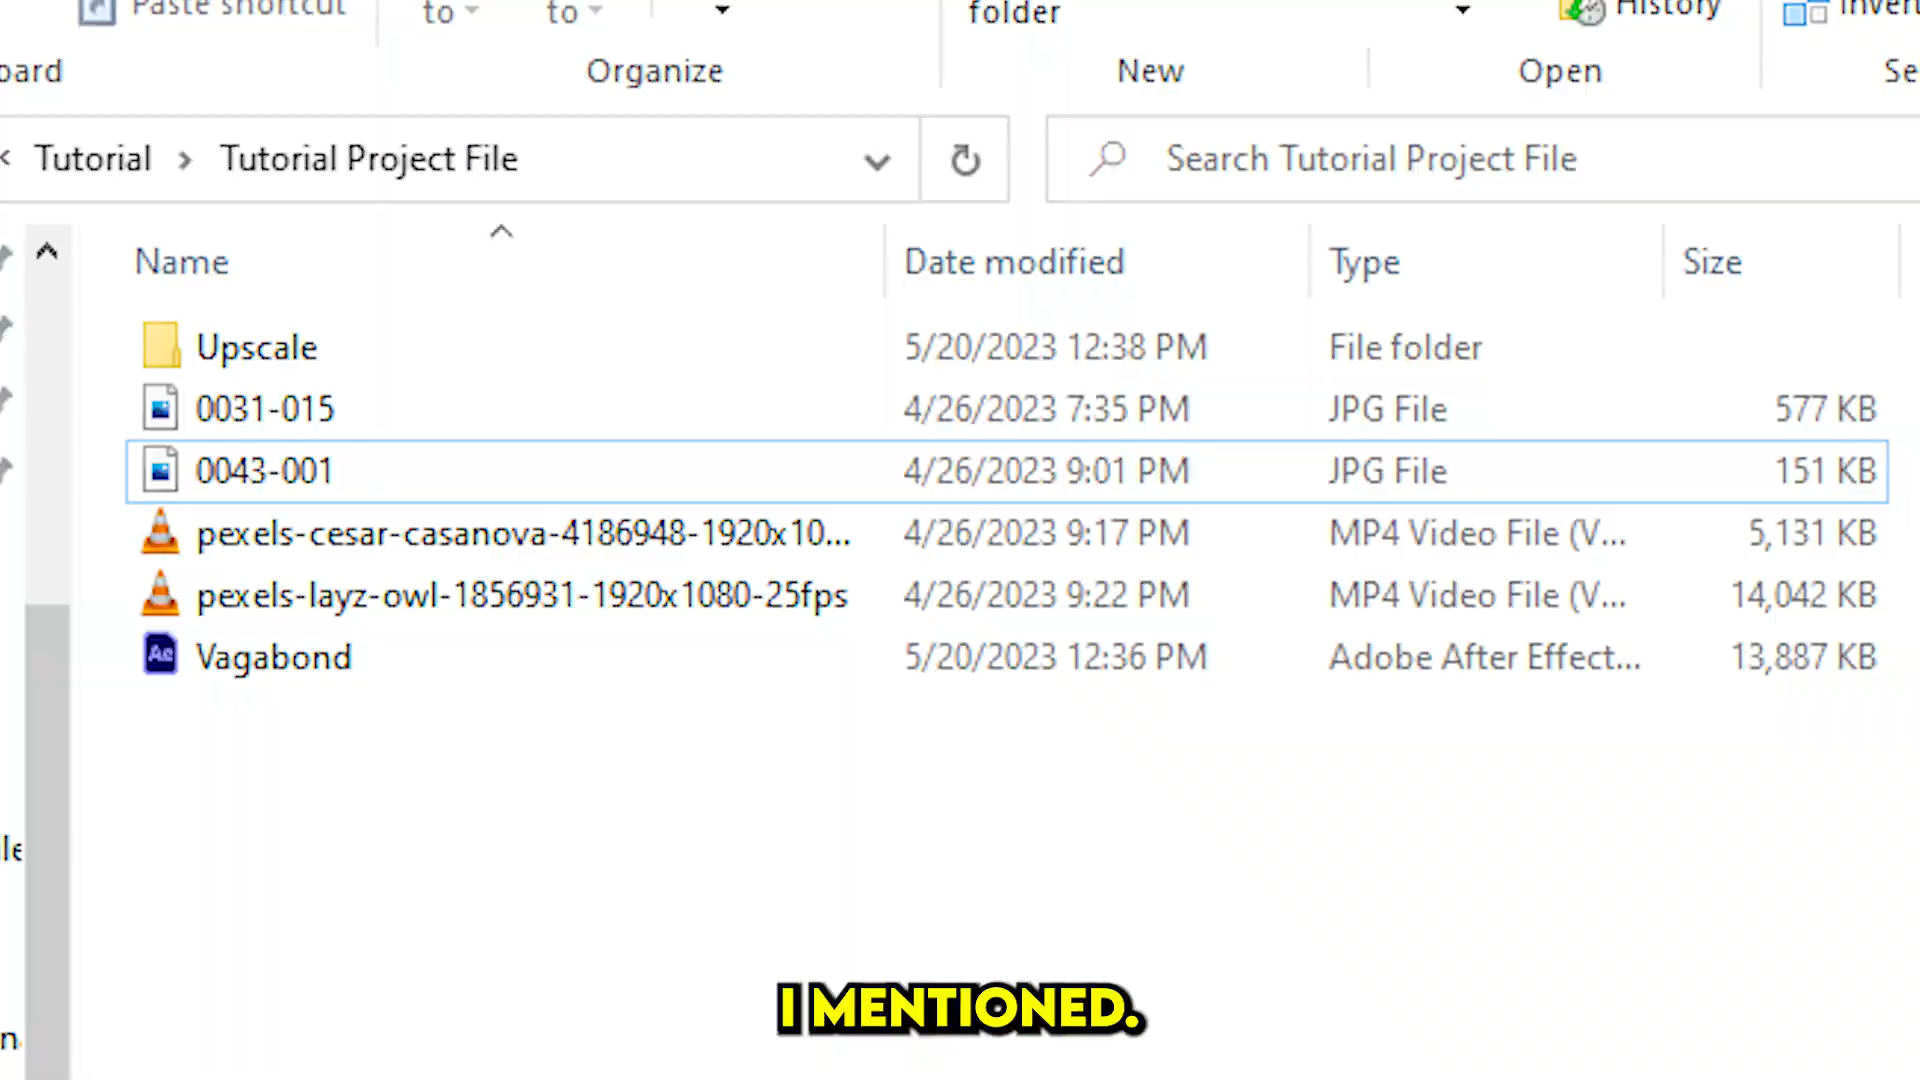 Paste shortcut
to
to
folder
History
Organize
New
Open
Tutorial > Tutorial Project File
Search Tutorial Project File
Name Date modified Type Size
Upscale 5/20/2023 12:38 PM File folder
0031-015 4/26/2023 7:35 PM JPG File 577 KB
0043-001 4/26/2023 9:01 PM JPG File 151 KB
pexels-cesar-casanova-4186948-1920x10... 4/26/2023 9:17 PM MP4 Video File (V... 5,131 KB
pexels-layz-owl-1856931-1920x1080-25fps 4/26/2023 9:22 PM MP4 Video File (V... 14,042 KB
Ae Vagabond 5/20/2023 12:36 PM Adobe After Effect... 13,887 KB
I MENTIONED.